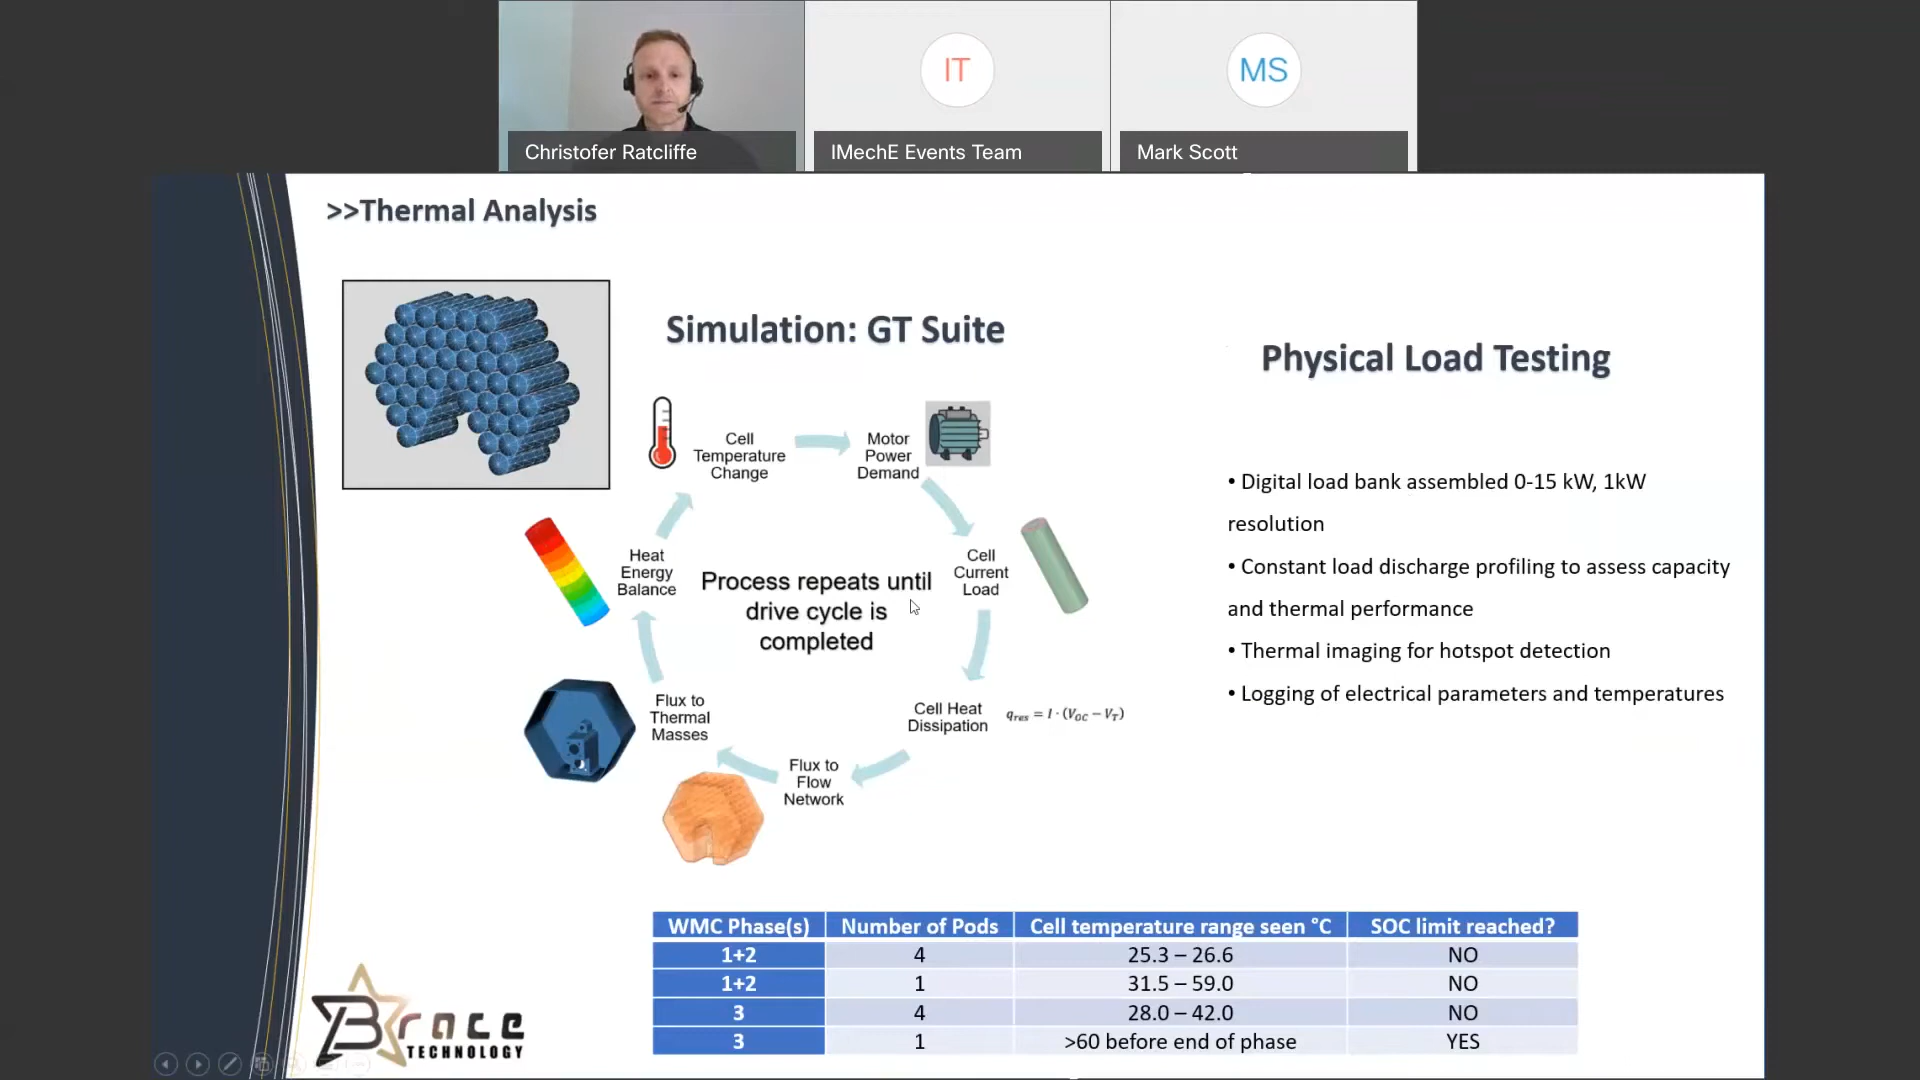 IT
MS
Christofer Ratcliffe
IMechE Events Team
Mark Scott
>>Thermal Analysis
Simulation: GT Suite
Cell
Temperature
Change
Motor
Power
Demand
Cell
Current
Load
Cell Heat
Dissipation
q_res = I · (V_OC − V_T)
Flux to
Flow
Network
Flux to
Thermal
Masses
Heat
Energy
Balance
Process repeats until
drive cycle is
completed
Physical Load Testing
• Digital load bank assembled 0-15 kW, 1kW
resolution
• Constant load discharge profiling to assess capacity
and thermal performance
• Thermal imaging for hotspot detection
• Logging of electrical parameters and temperatures
WMC Phase(s) Number of Pods Cell temperature range seen °C SOC limit reached?
1+2 4 25.3 – 26.6 NO
1+2 1 31.5 – 59.0 NO
3 4 28.0 – 42.0 NO
3 1 >60 before end of phase YES
Brace
TECHNOLOGY